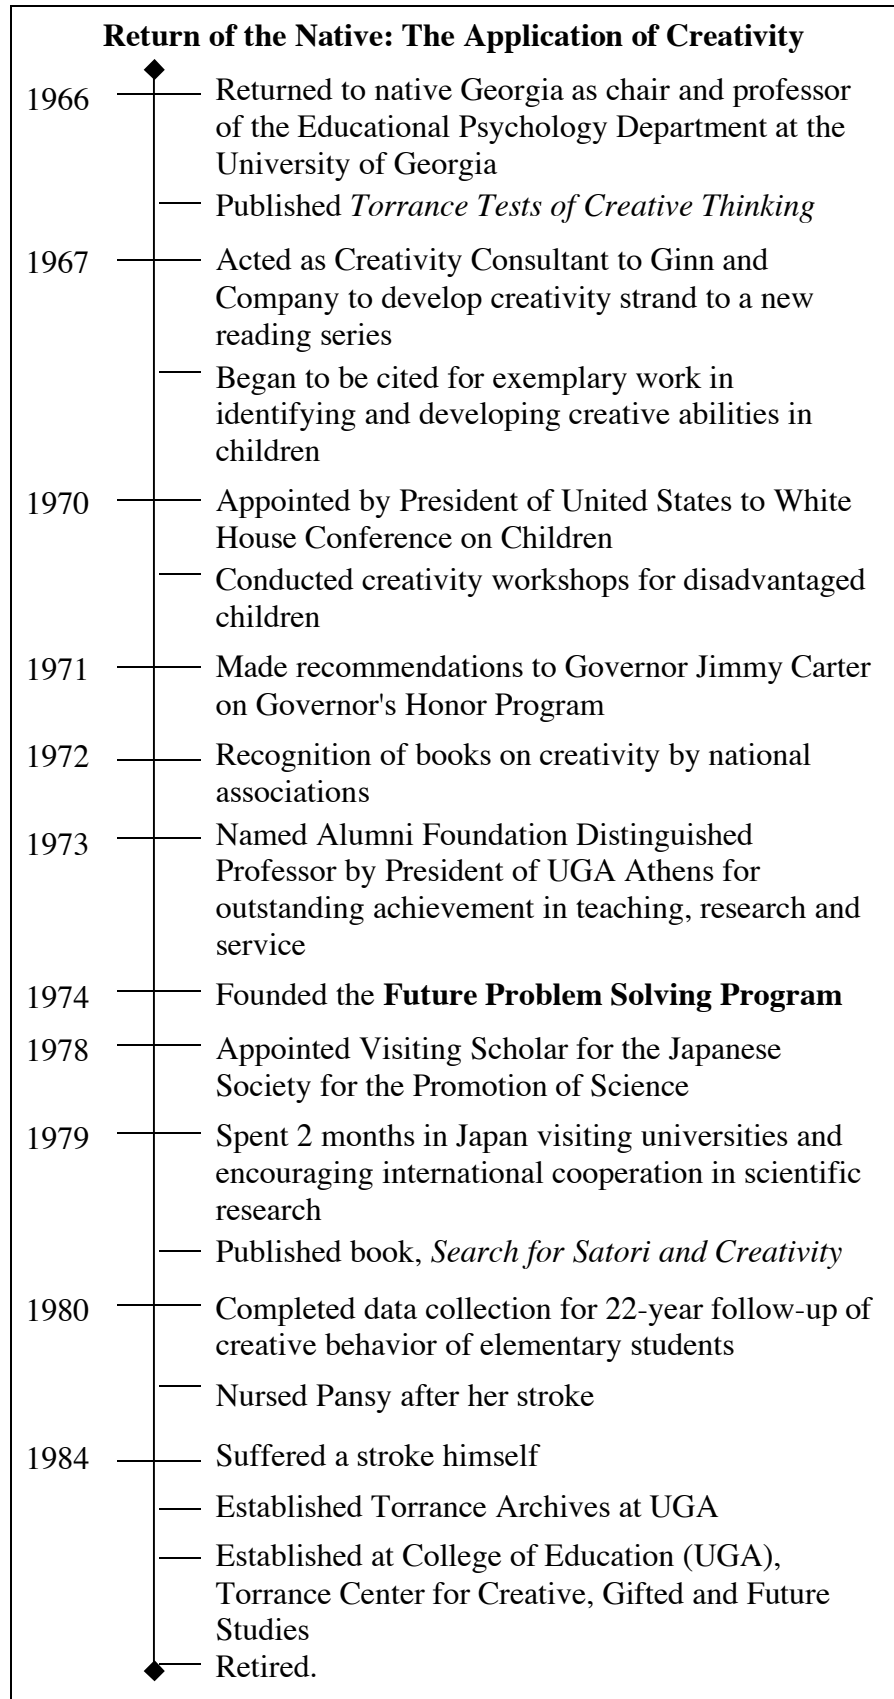 Return of the Native: The Application of Creativity
1966
Returned to native Georgia as chair and professor
of the Educational Psychology Department at the
University of Georgia
Published Torrance Tests of Creative Thinking
1967
Acted as Creativity Consultant to Ginn and
Company to develop creativity strand to a new
reading series
Began to be cited for exemplary work in
identifying and developing creative abilities in
children
1970
Appointed by President of United States to White
House Conference on Children
Conducted creativity workshops for disadvantaged
children
1971
Made recommendations to Governor Jimmy Carter
on Governor's Honor Program
1972
Recognition of books on creativity by national
associations
1973
Named Alumni Foundation Distinguished
Professor by President of UGA Athens for
outstanding achievement in teaching, research and
service
1974
Founded the Future Problem Solving Program
1978
Appointed Visiting Scholar for the Japanese
Society for the Promotion of Science
1979
Spent 2 months in Japan visiting universities and
encouraging international cooperation in scientific
research
Published book, Search for Satori and Creativity
1980
Completed data collection for 22-year follow-up of
creative behavior of elementary students
Nursed Pansy after her stroke
1984
Suffered a stroke himself
Established Torrance Archives at UGA
Established at College of Education (UGA),
Torrance Center for Creative, Gifted and Future
Studies
Retired.